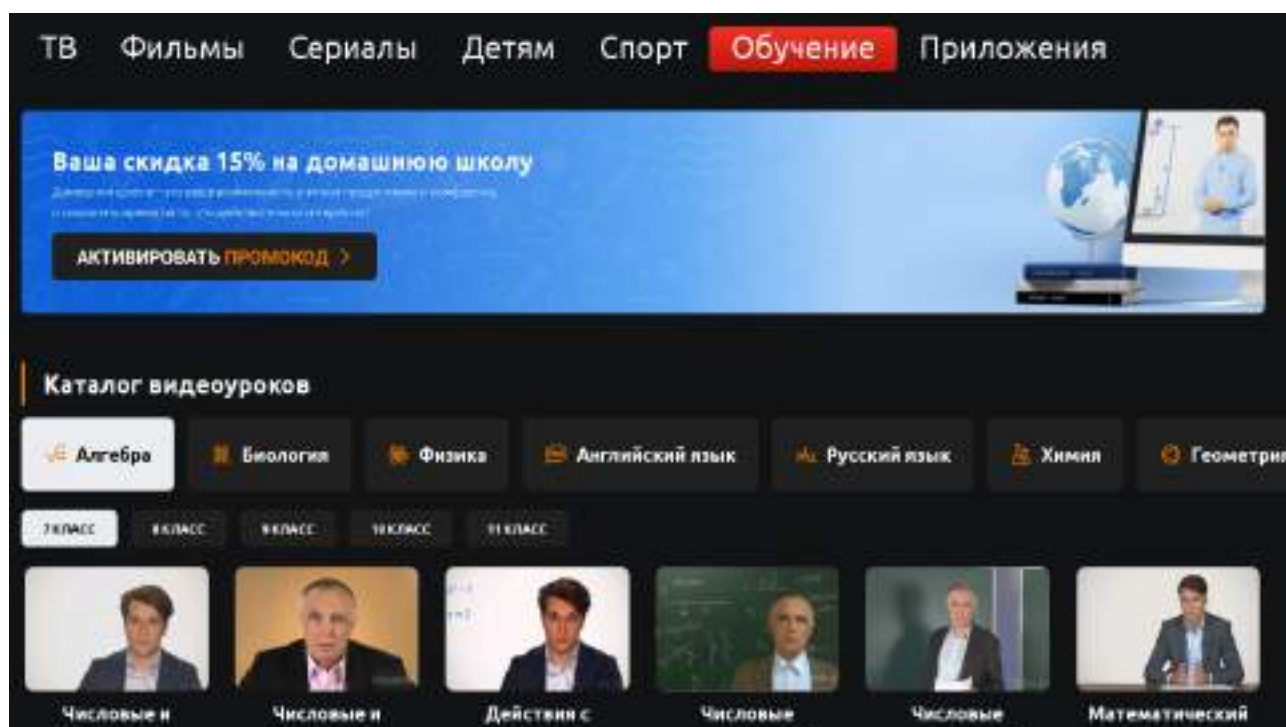 ТВ Фильмы Сериалы Детям Спорт Обучение Приложения
Ваша скидка 15% на домашнюю школу
АКТИВИРОВАТЬ ПРОМОКОД >
Каталог видеоуроков
Алгебра Биология Физика Английский язык Русский язык Химия Геометрия
7 КЛАСС 8 КЛАСС 9 КЛАСС 10 КЛАСС 11 КЛАСС
Числовые и Числовые и Действия с Числовые Числовые Математический